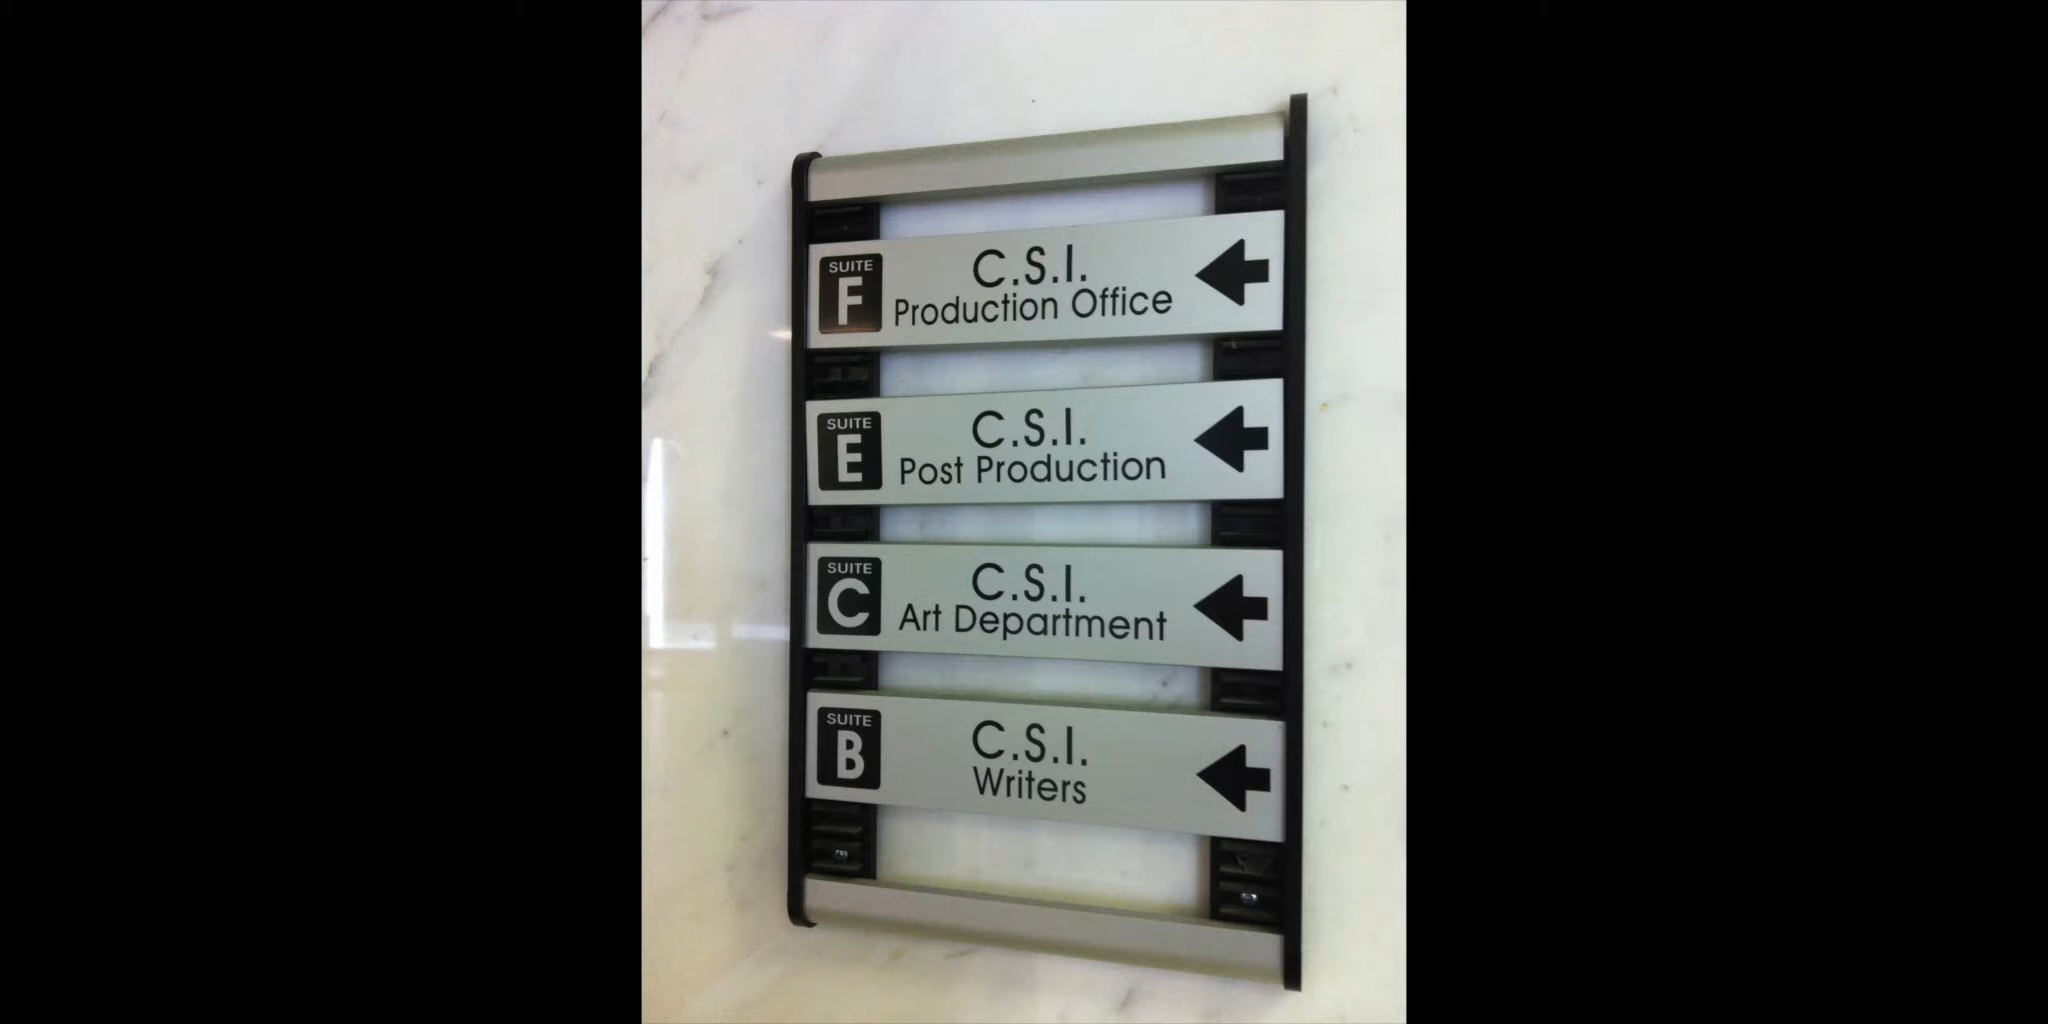 SUITE
F
C.S.I.
Production Office
SUITE
E
C.S.I.
Post Production
SUITE
C
C.S.I.
Art Department
SUITE
B
C.S.I.
Writers